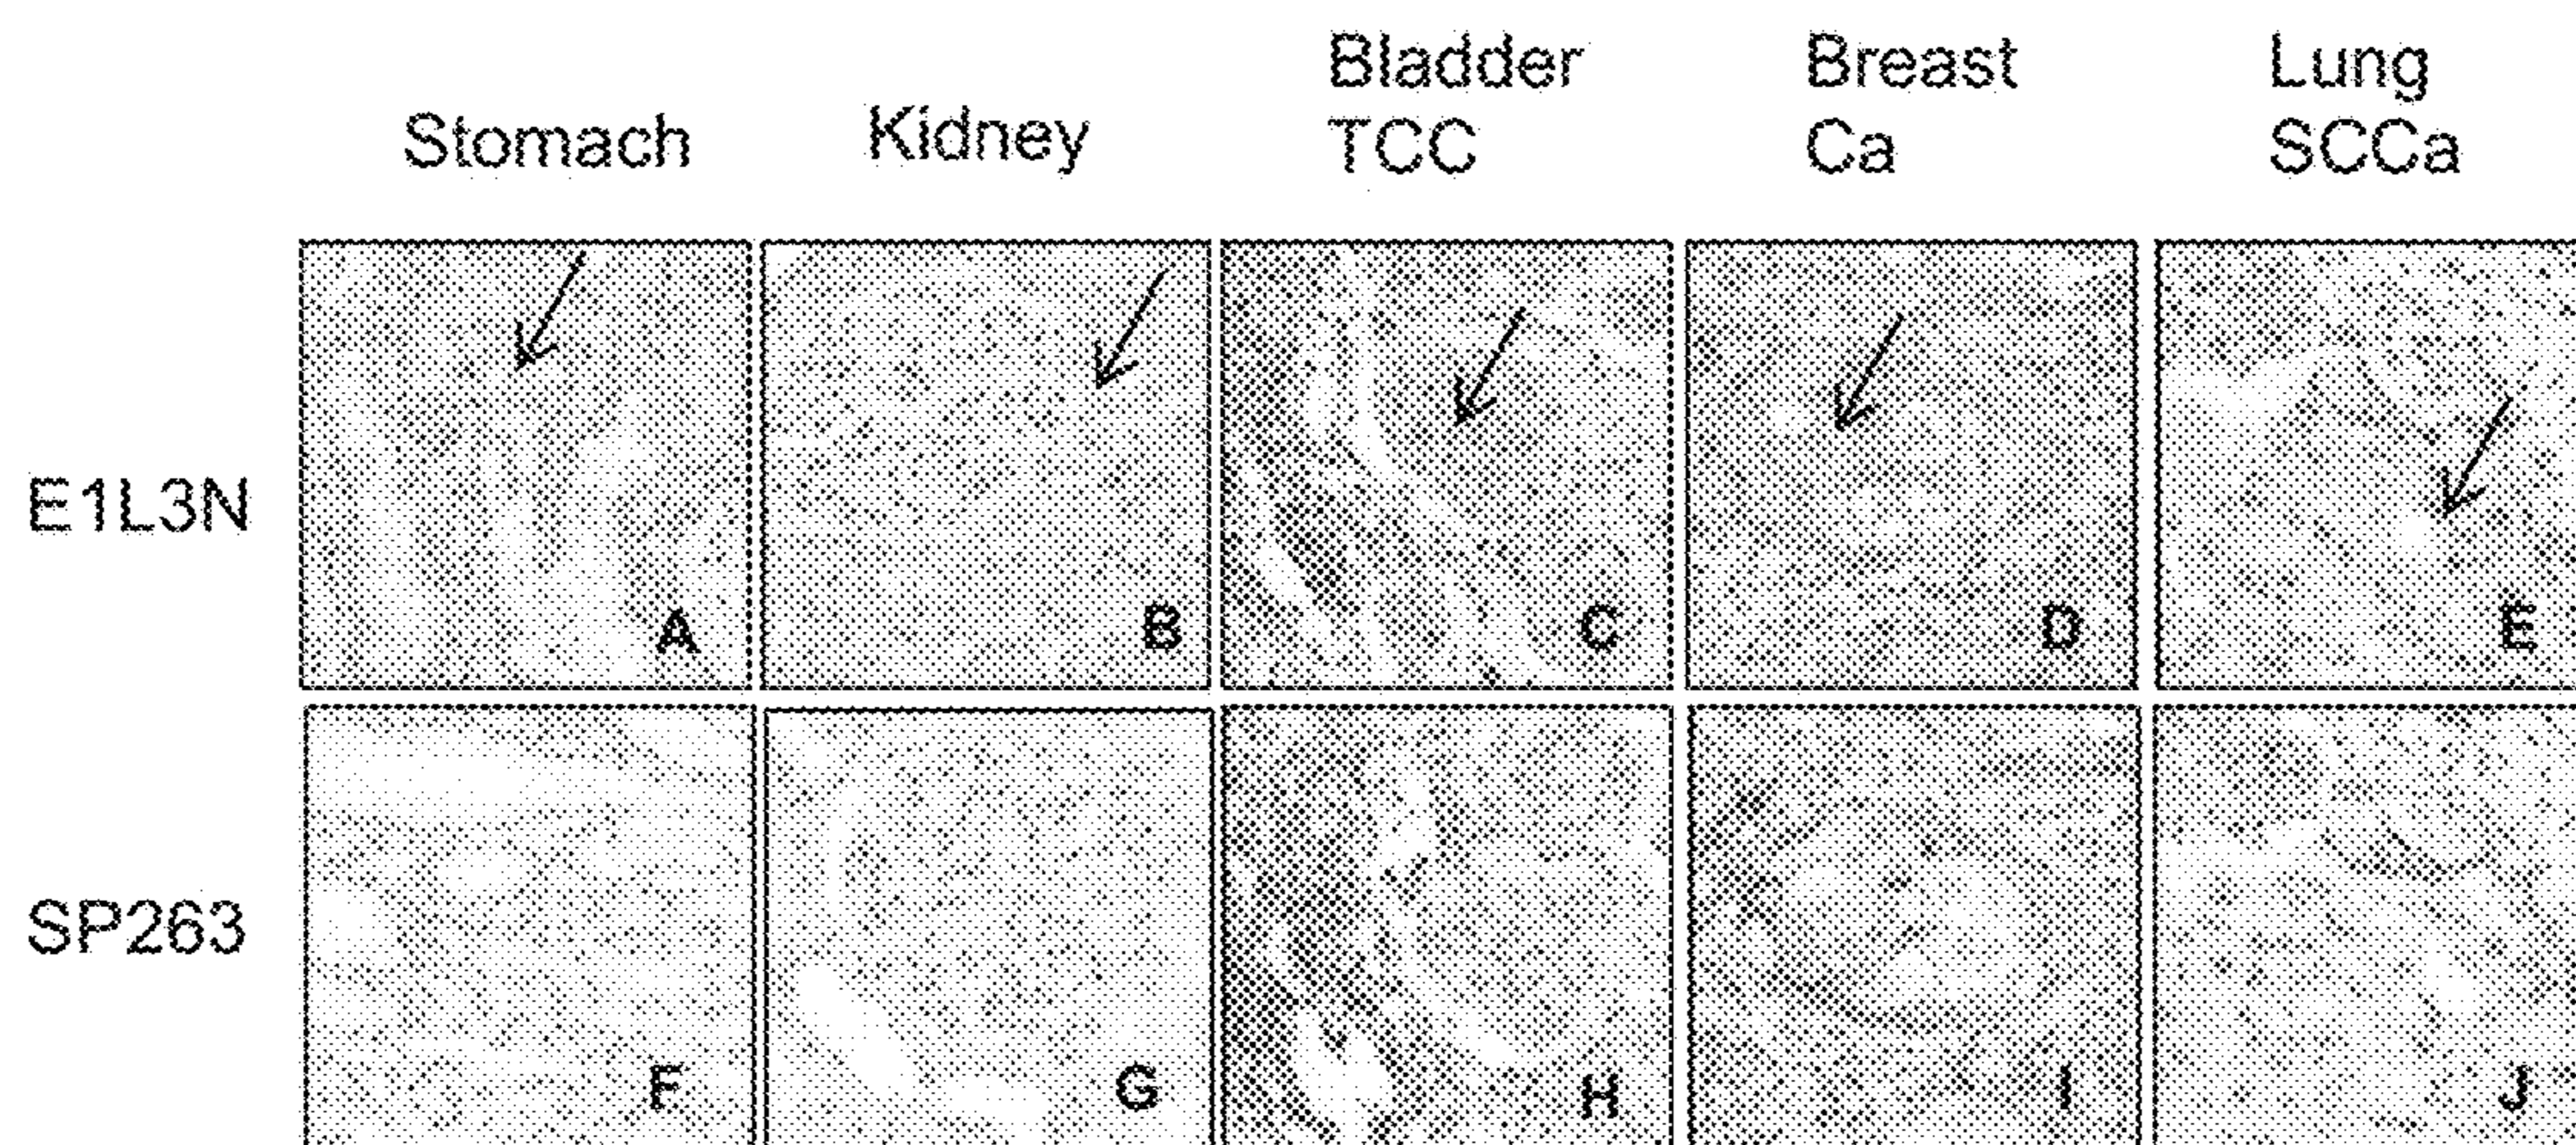 Stomach
Kidney
Bladder
TCC
Breast
Ca
Lung
SCCa
E1L3N
A
B
C
D
E
SP263
F
G
H
I
J